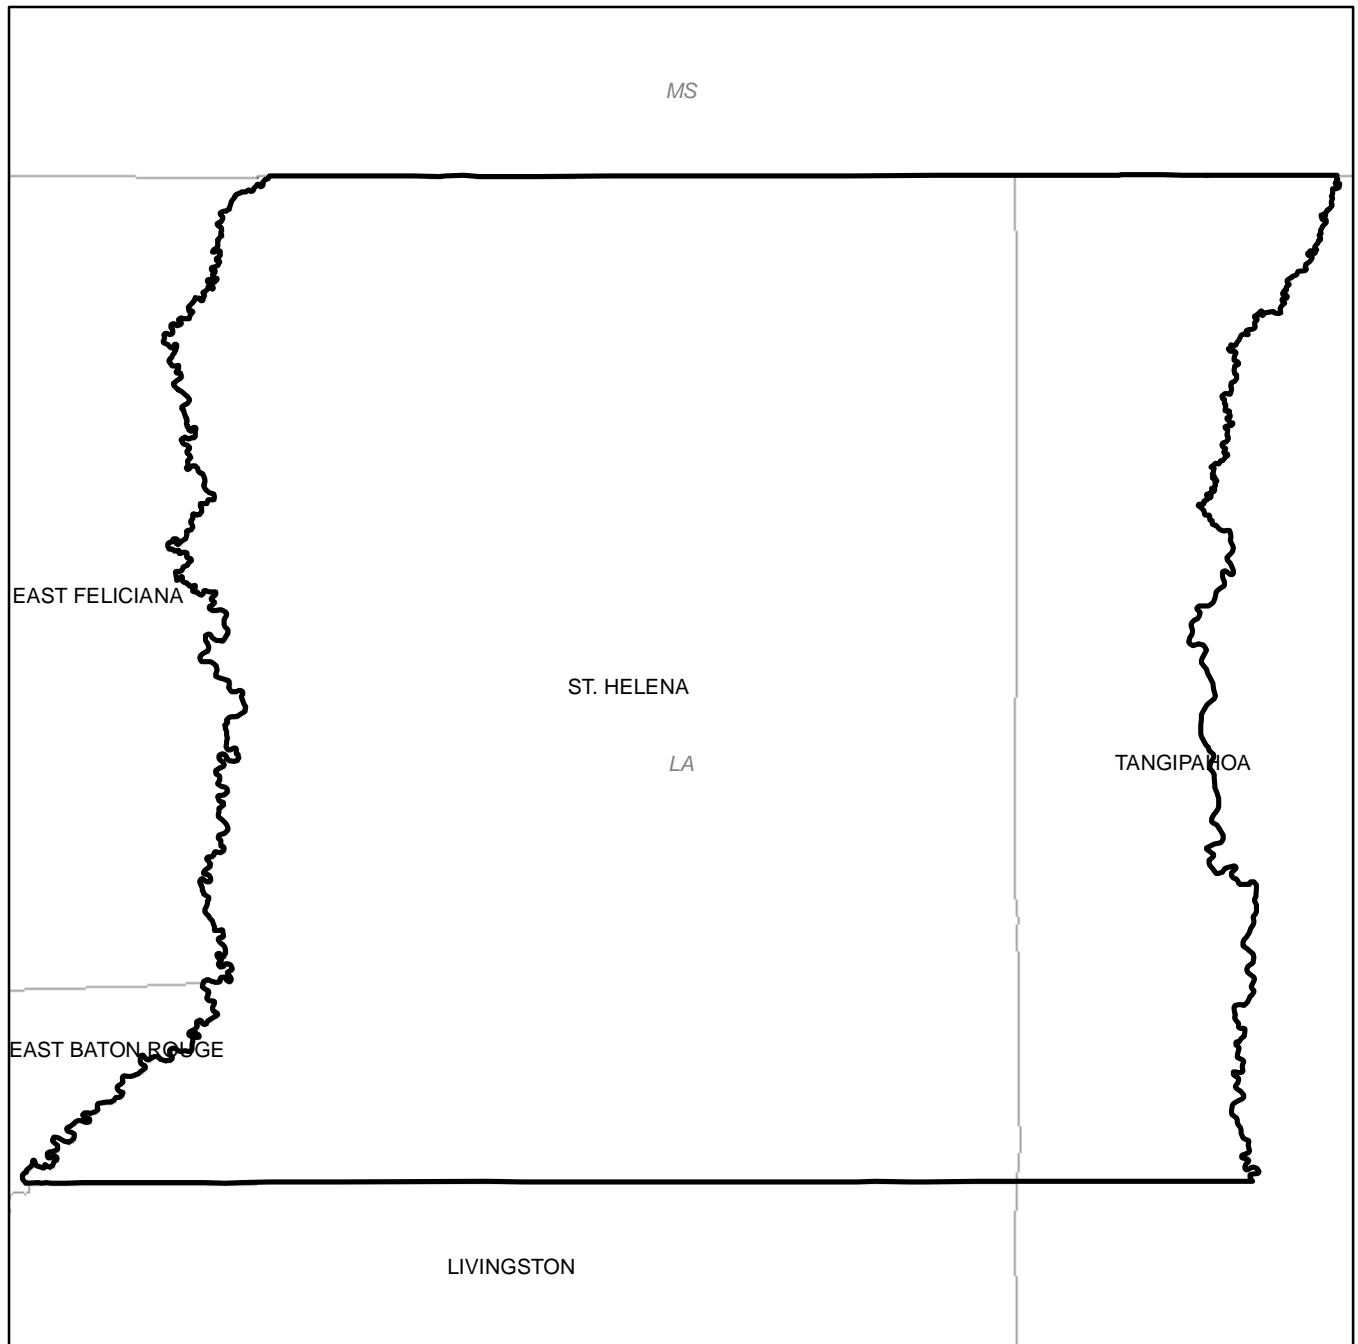 MS
EAST FELICIANA
ST. HELENA
LA
TANGIPAHOA
EAST BATON ROUGE
LIVINGSTON